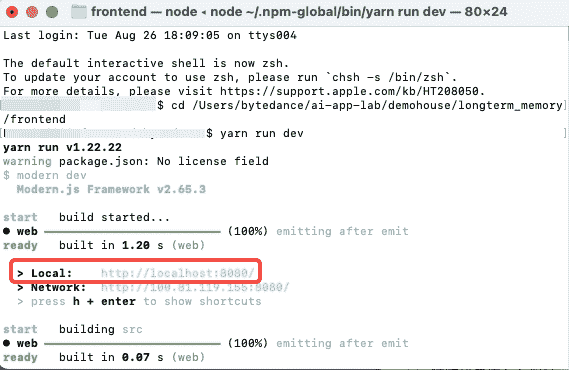 frontend — node ◂ node ~/.npm-global/bin/yarn run dev — 80×24
Last login: Tue Aug 26 18:09:05 on ttys004
The default interactive shell is now zsh.
To update your account to use zsh, please run `chsh -s /bin/zsh`.
For more details, please visit https://support.apple.com/kb/HT208050.
$ cd /Users/bytedance/ai-app-lab/demohouse/longterm_memory
/frontend
[ $ yarn run dev ]
yarn run v1.22.22
warning package.json: No license field
$ modern dev
Modern.js Framework v2.65.3
start build started...
● web ━━━━━━━━━━━━━━━━━━━━ (100%) emitting after emit
ready built in 1.20 s (web)
> Local: http://localhost:8080/
> Network: http://100.81.119.155:8080/
> press h + enter to show shortcuts
start building src
● web ━━━━━━━━━━━━━━━━━━━━ (100%) emitting after emit
ready built in 0.07 s (web)